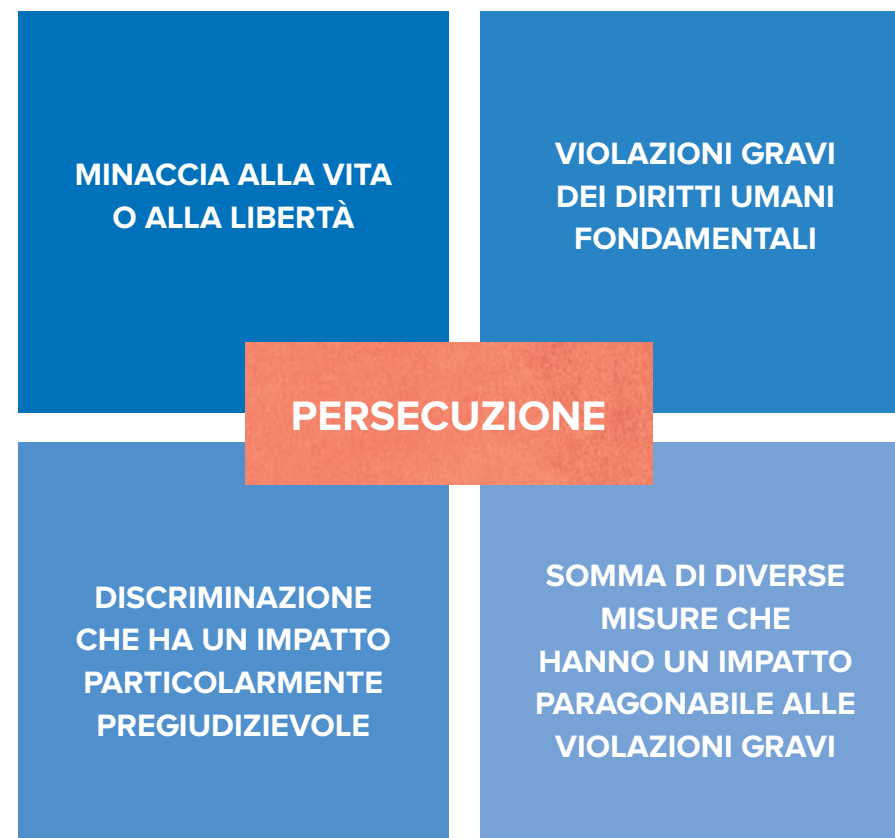 MINACCIA ALLA VITA
O ALLA LIBERTÀ
VIOLAZIONI GRAVI
DEI DIRITTI UMANI
FONDAMENTALI
PERSECUZIONE
DISCRIMINAZIONE
CHE HA UN IMPATTO
PARTICOLARMENTE
PREGIUDIZIEVOLE
SOMMA DI DIVERSE
MISURE CHE
HANNO UN IMPATTO
PARAGONABILE ALLE
VIOLAZIONI GRAVI